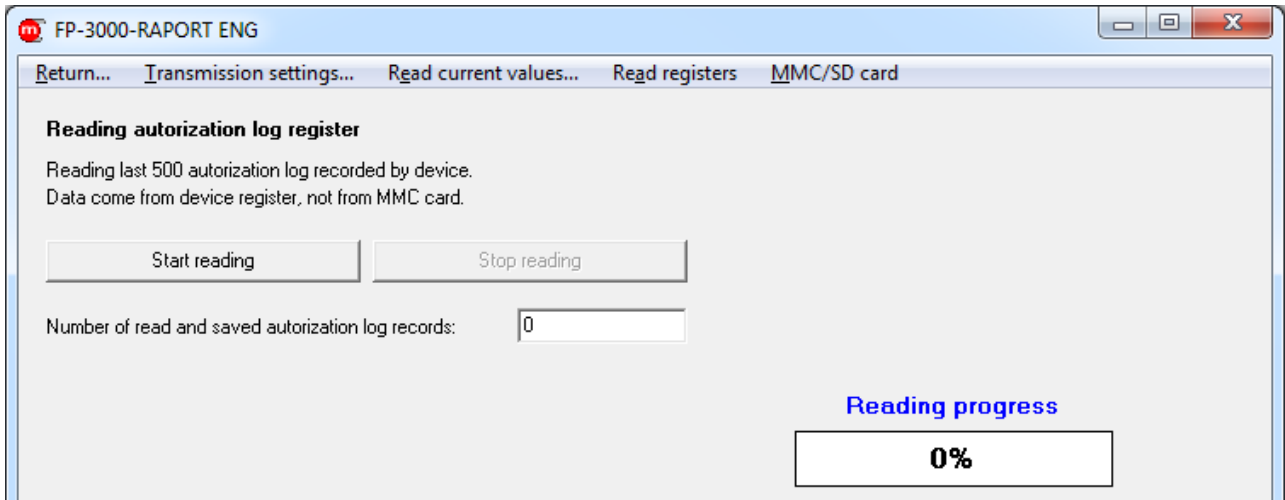 m FP-3000-RAPORT ENG
Return... Transmission settings... Read current values... Read registers MMC/SD card
Reading autorization log register
Reading last 500 autorization log recorded by device.
Data come from device register, not from MMC card.
Start reading Stop reading
Number of read and saved autorization log records: 0
Reading progress
0%